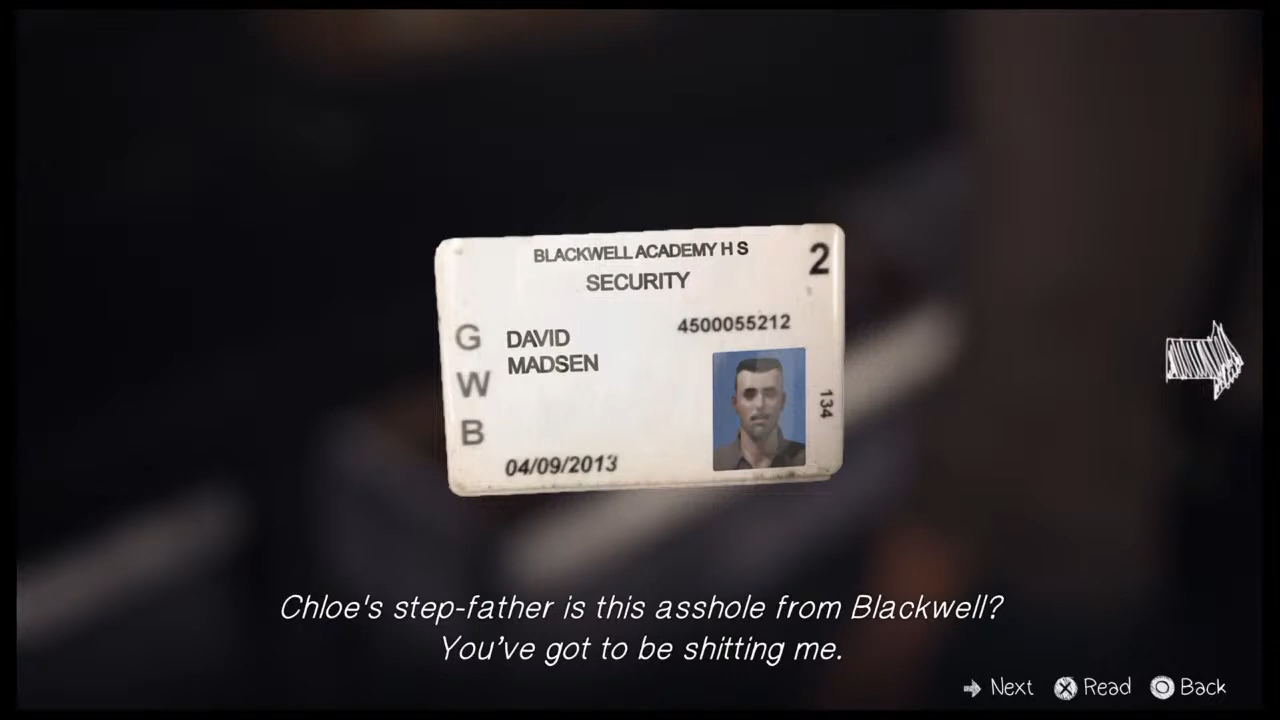 BLACKWELL ACADEMY H S
2
SECURITY
4500055212
G
DAVID
MADSEN
W
134
B
04/09/2013
Chloe's step-father is this asshole from Blackwell?
You've got to be shitting me.
Next Read Back